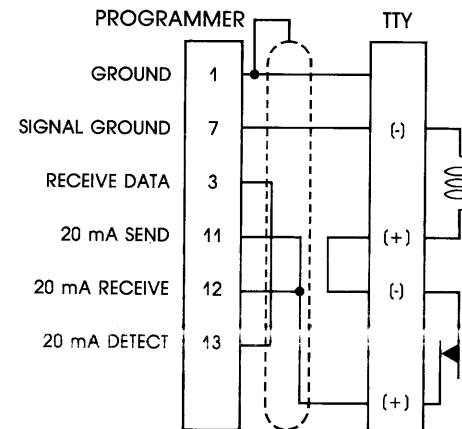 PROGRAMMER TTY
GROUND 1
SIGNAL GROUND 7 (-)
RECEIVE DATA 3
20 mA SEND 11 (+)
20 mA RECEIVE 12 (-)
20 mA DETECT 13
(+)